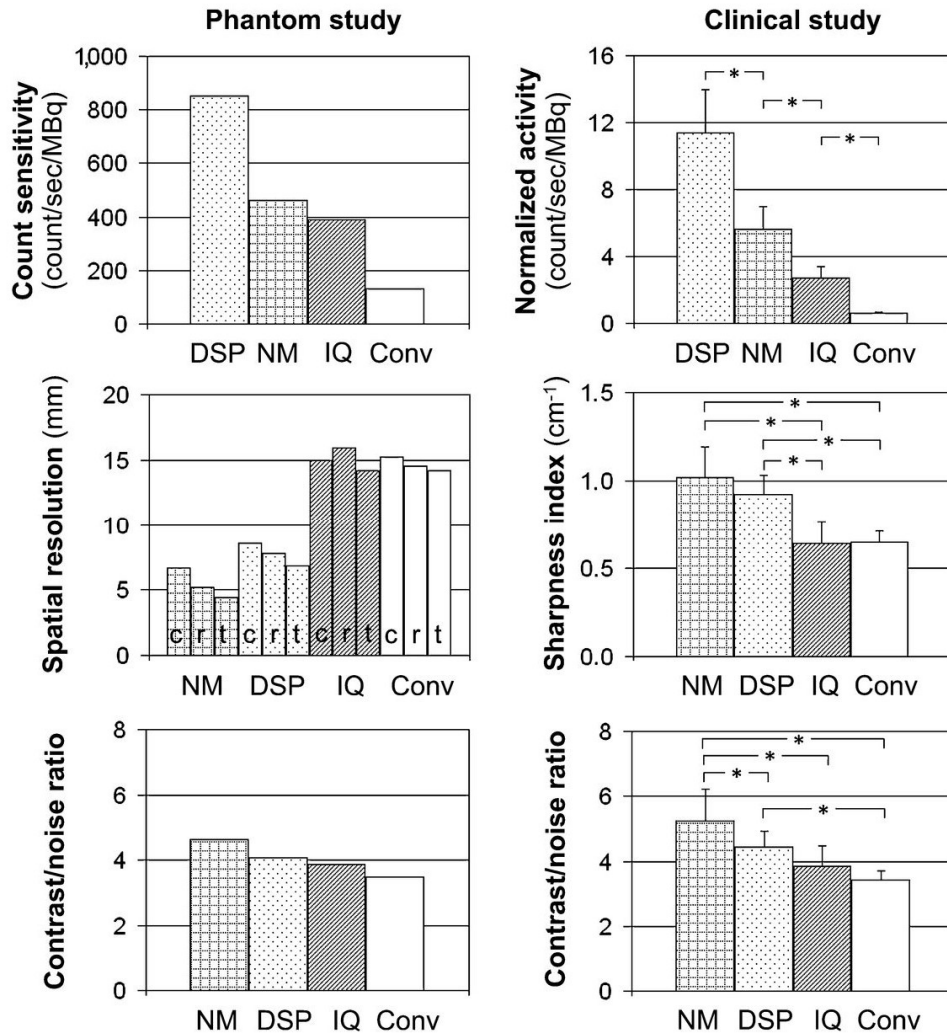 Phantom study
Clinical study
Count sensitivity
(count/sec/MBq)
1,000
800
600
400
200
0
DSP NM IQ Conv
Normalized activity
(count/sec/MBq)
16
12
8
4
0
* * *
DSP NM IQ Conv
Spatial resolution (mm)
20
15
10
5
0
c r t c r t c r t c r t
NM DSP IQ Conv
Sharpness index (cm⁻¹)
1.5
1.0
0.5
0.0
*
*
*
*
NM DSP IQ Conv
Contrast/noise ratio
8
6
4
2
0
NM DSP IQ Conv
Contrast/noise ratio
8
6
4
2
0
*
*
*
*
NM DSP IQ Conv